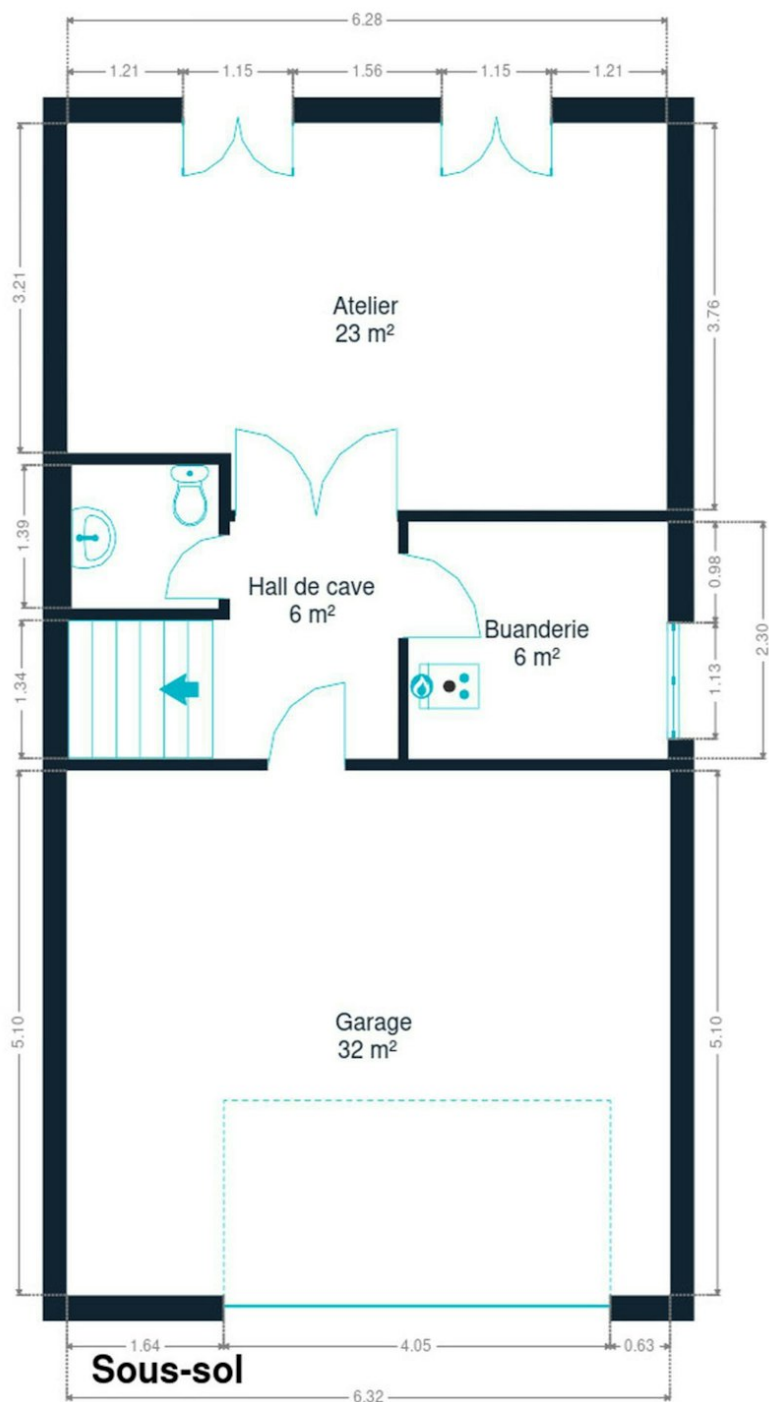 6.28
1.21 1.15 1.56 1.15 1.21
3.21
3.76
Atelier
23 m²
1.39
0.98
Hall de cave
6 m²
Buanderie
6 m²
2.30
1.13
1.34
5.10
5.10
Garage
32 m²
1.64 4.05 0.63
Sous-sol
6.32